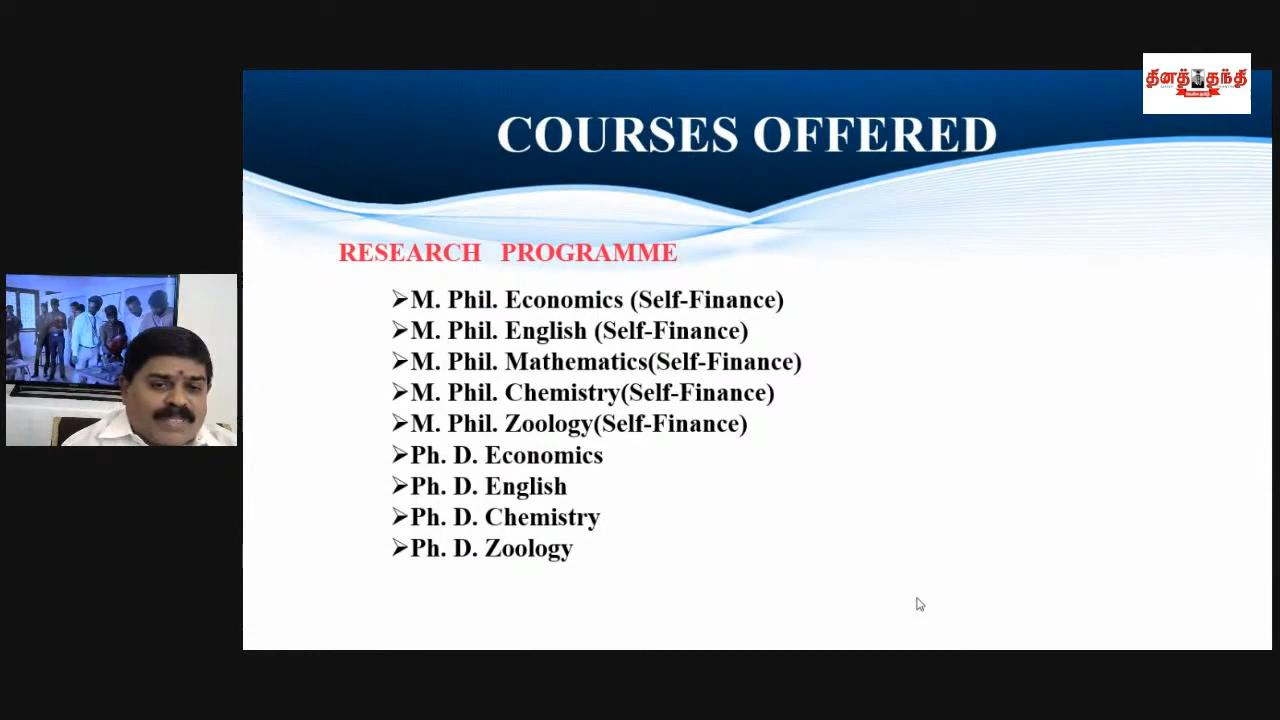 தினத் தந்தி
COURSES OFFERED
RESEARCH PROGRAMME
➢M. Phil. Economics (Self-Finance)
➢M. Phil. English (Self-Finance)
➢M. Phil. Mathematics(Self-Finance)
➢M. Phil. Chemistry(Self-Finance)
➢M. Phil. Zoology(Self-Finance)
➢Ph. D. Economics
➢Ph. D. English
➢Ph. D. Chemistry
➢Ph. D. Zoology